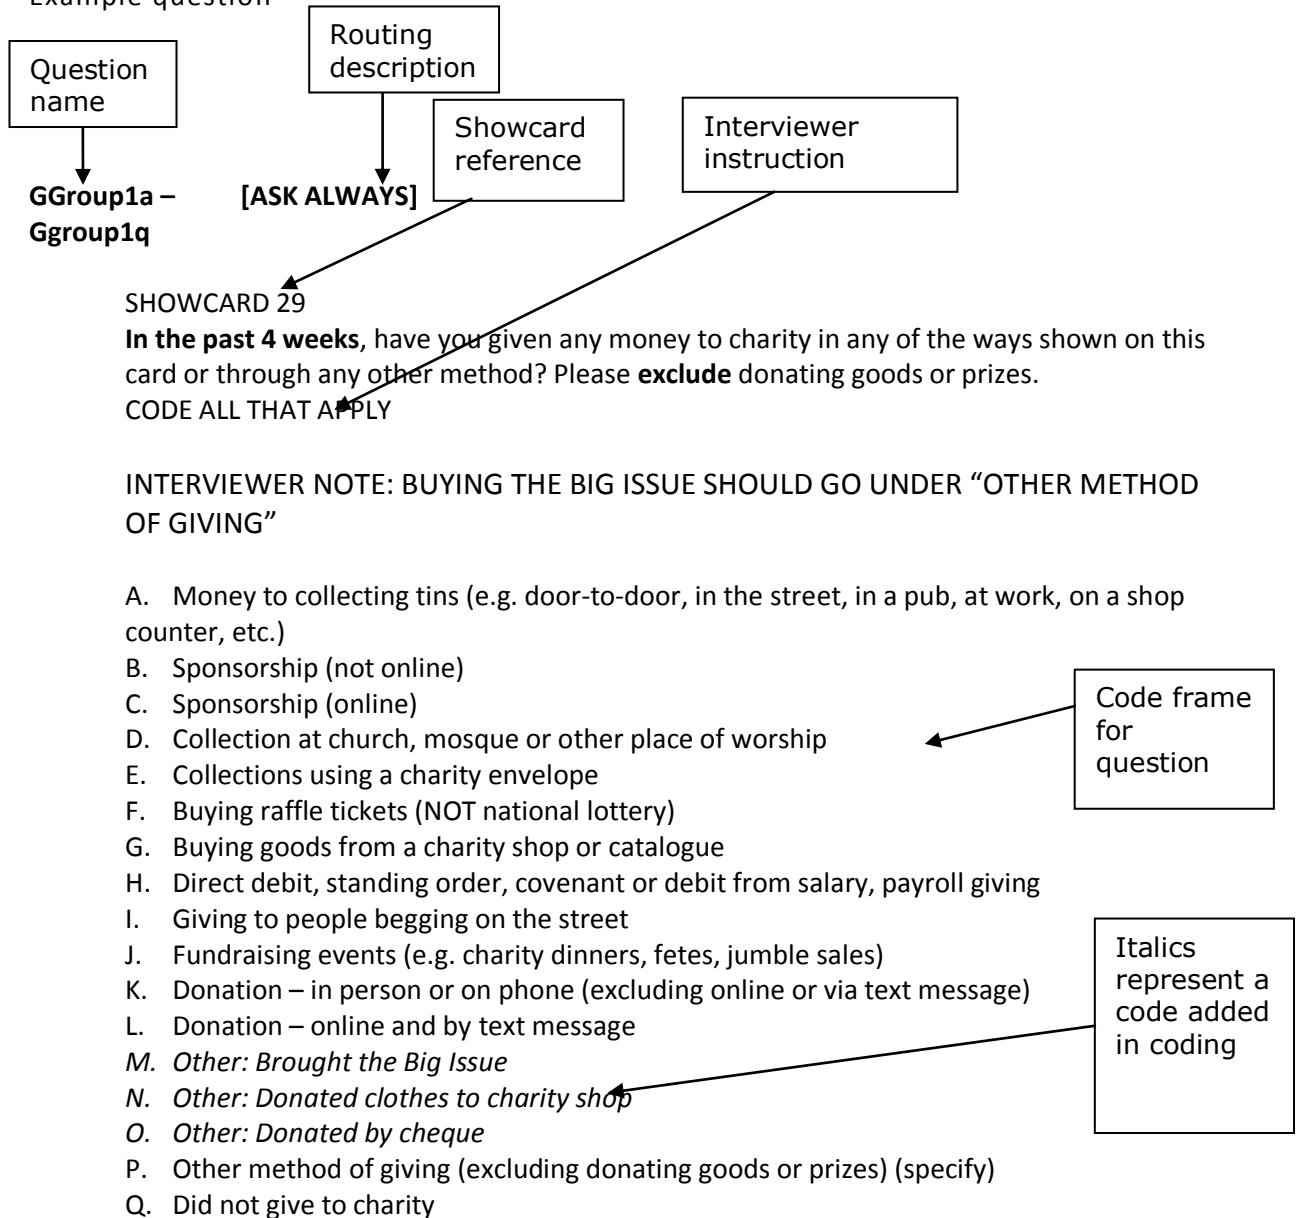 Example question
Routing
description
Question
name
Showcard
reference
Interviewer
instruction
GGroup1a –
Ggroup1q
[ASK ALWAYS]
SHOWCARD 29
In the past 4 weeks, have you given any money to charity in any of the ways shown on this
card or through any other method? Please exclude donating goods or prizes.
CODE ALL THAT APPLY
INTERVIEWER NOTE: BUYING THE BIG ISSUE SHOULD GO UNDER “OTHER METHOD
OF GIVING”
A. Money to collecting tins (e.g. door-to-door, in the street, in a pub, at work, on a shop
counter, etc.)
B. Sponsorship (not online)
C. Sponsorship (online)
D. Collection at church, mosque or other place of worship
E. Collections using a charity envelope
F. Buying raffle tickets (NOT national lottery)
G. Buying goods from a charity shop or catalogue
H. Direct debit, standing order, covenant or debit from salary, payroll giving
I. Giving to people begging on the street
J. Fundraising events (e.g. charity dinners, fetes, jumble sales)
K. Donation – in person or on phone (excluding online or via text message)
L. Donation – online and by text message
M. Other: Brought the Big Issue
N. Other: Donated clothes to charity shop
O. Other: Donated by cheque
P. Other method of giving (excluding donating goods or prizes) (specify)
Q. Did not give to charity
Code frame
for
question
Italics
represent a
code added
in coding